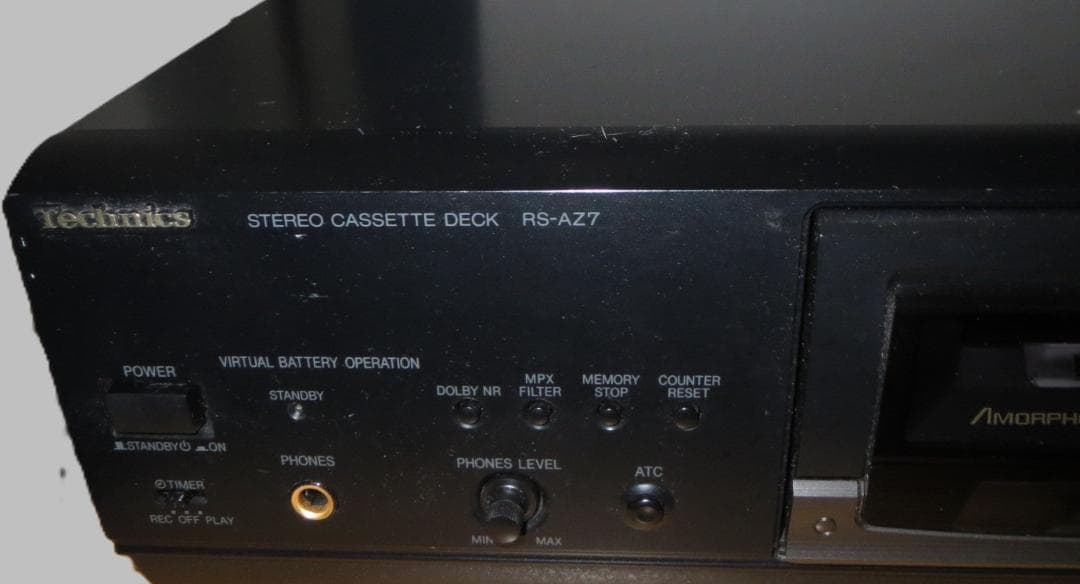 Technics
STEREO CASSETTE DECK RS-AZ7
VIRTUAL BATTERY OPERATION
POWER
STANDBY
DOLBY NR
MPX
FILTER
MEMORY
STOP
COUNTER
RESET
STANDBY ON
PHONES
PHONES LEVEL
ATC
TIMER
REC OFF PLAY
MIN
MAX
AMORPH